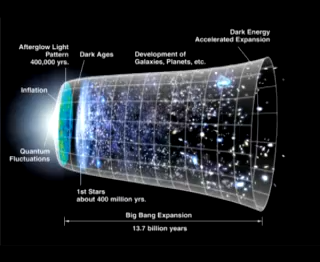 Dark Energy
Accelerated Expansion
Afterglow Light
Pattern
400,000 yrs.
Dark Ages
Development of
Galaxies, Planets, etc.
Inflation
Quantum
Fluctuations
1st Stars
about 400 million yrs.
Big Bang Expansion
13.7 billion years